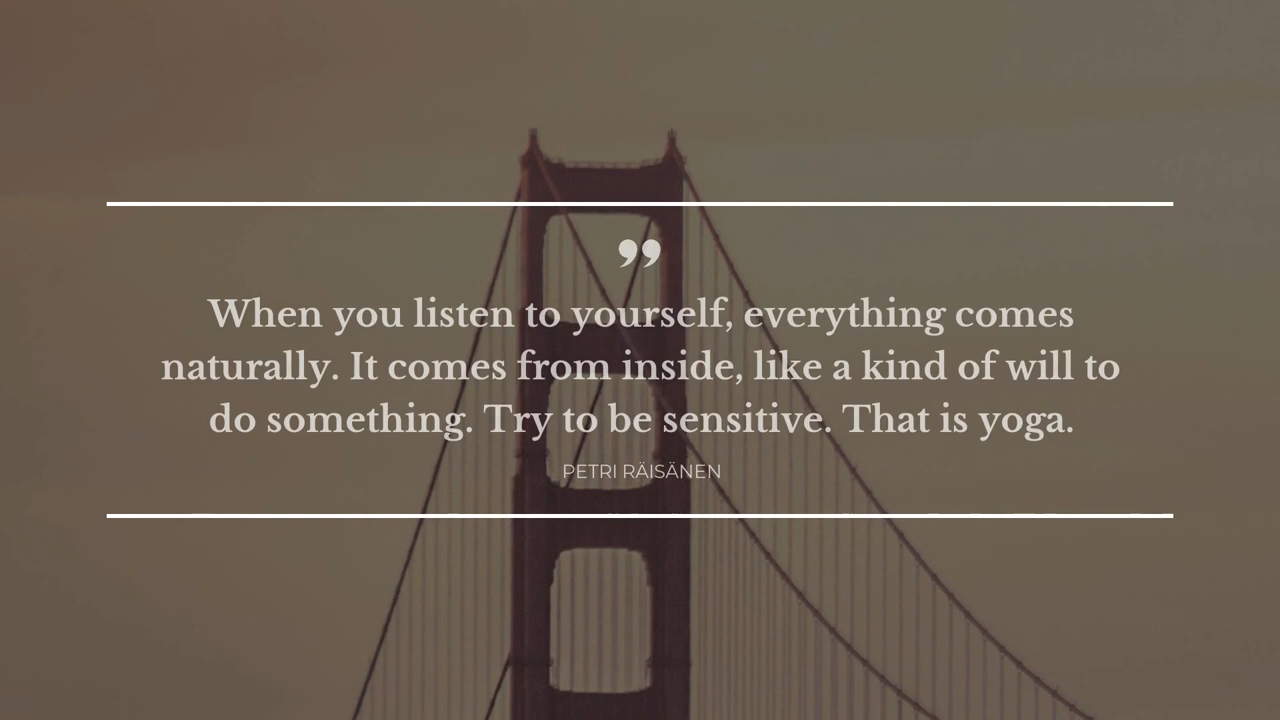 ”
When you listen to yourself, everything comes
naturally. It comes from inside, like a kind of will to
do something. Try to be sensitive. That is yoga.
PETRI RÄISÄNEN